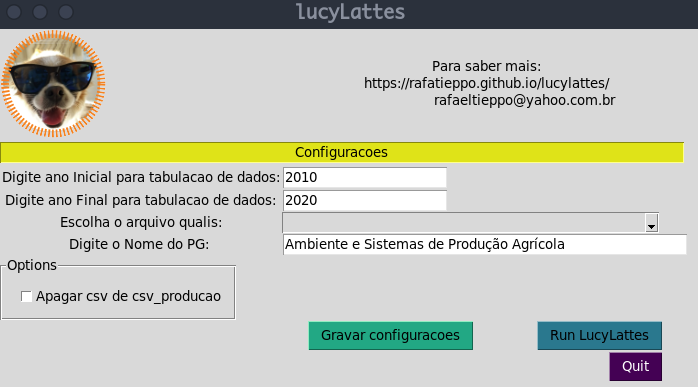 lucyLattes
Para saber mais:
https://rafatieppo.github.io/lucylattes/
rafaeltieppo@yahoo.com.br
Configuracoes
Digite ano Inicial para tabulacao de dados: 2010
Digite ano Final para tabulacao de dados: 2020
Escolha o arquivo qualis:
Digite o Nome do PG: Ambiente e Sistemas de Produção Agrícola
Options
Apagar csv de csv_producao
Gravar configuracoes
Run LucyLattes
Quit